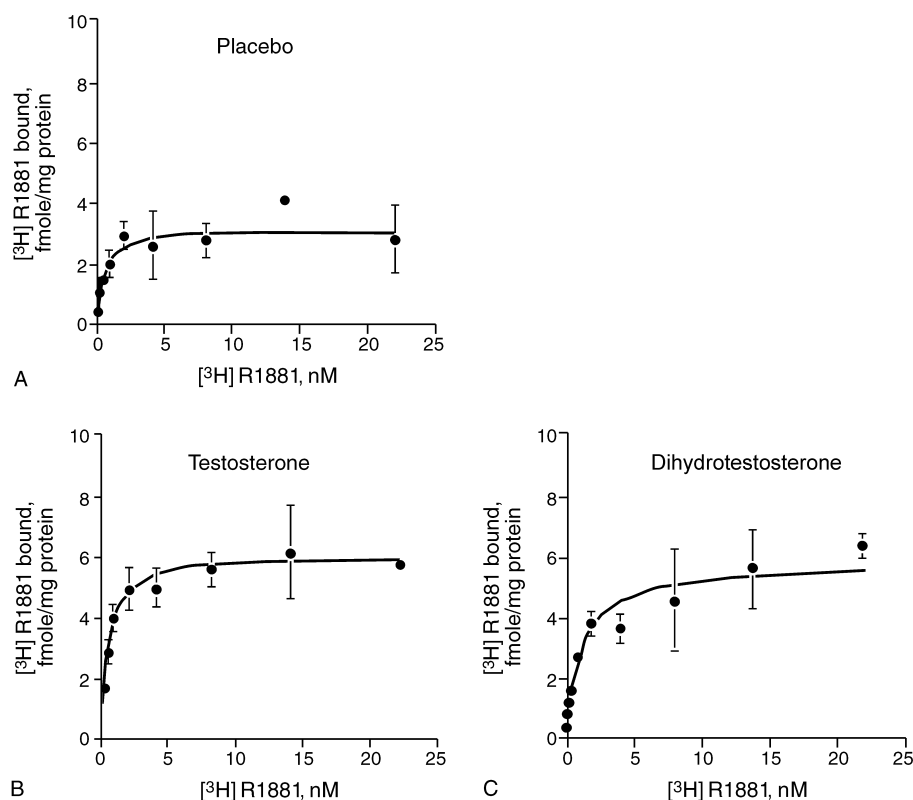 Placebo
[³H] R1881 bound,
fmole/mg protein
10
8
6
4
2
0
0 5 10 15 20 25
[³H] R1881, nM
A
Testosterone
[³H] R1881 bound,
fmole/mg protein
10
8
6
4
2
0
0 5 10 15 20 25
[³H] R1881, nM
B
Dihydrotestosterone
[³H] R1881 bound,
fmole/mg protein
10
8
6
4
2
0
0 5 10 15 20 25
[³H] R1881, nM
C